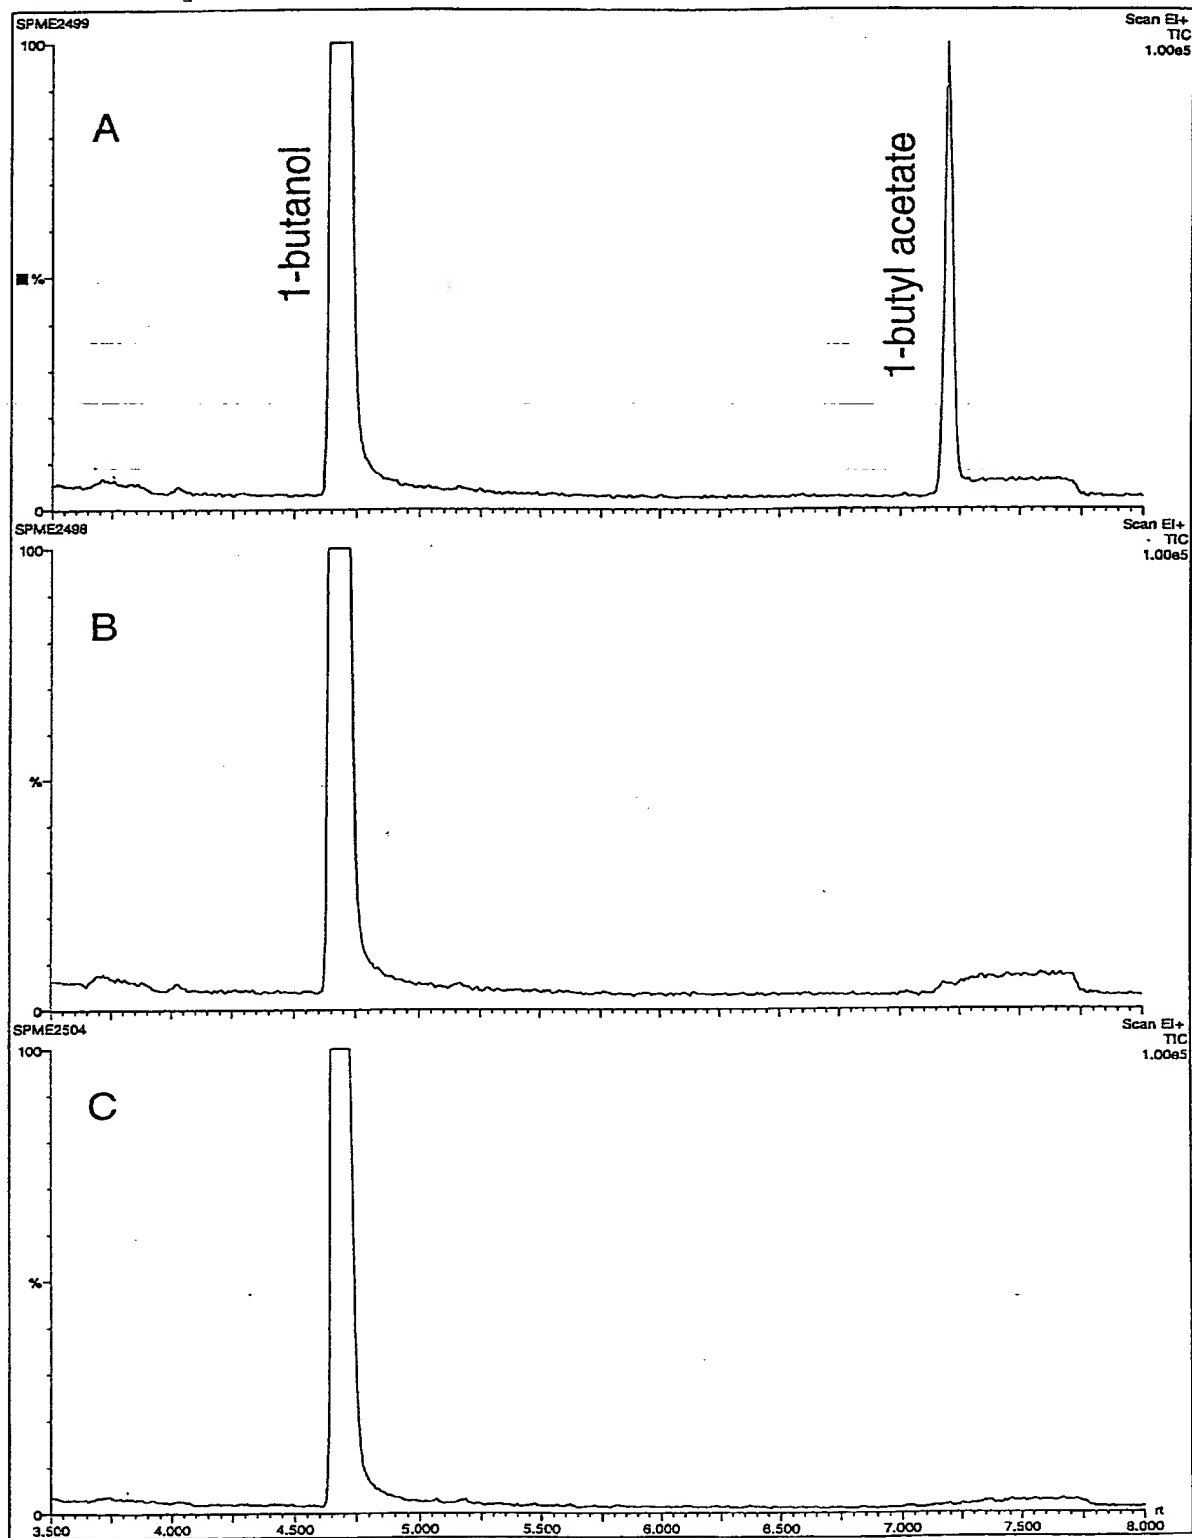 SPME2499
Scan EI+
TIC
1.00e5
100
A
1-butanol
1-butyl acetate
%
0
SPME2498
Scan EI+
TIC
1.00e5
100
B
%
0
SPME2504
Scan EI+
TIC
1.00e5
100
C
%
0
rt
3.500 4.000 4.500 5.000 5.500 6.000 6.500 7.000 7.500 8.000